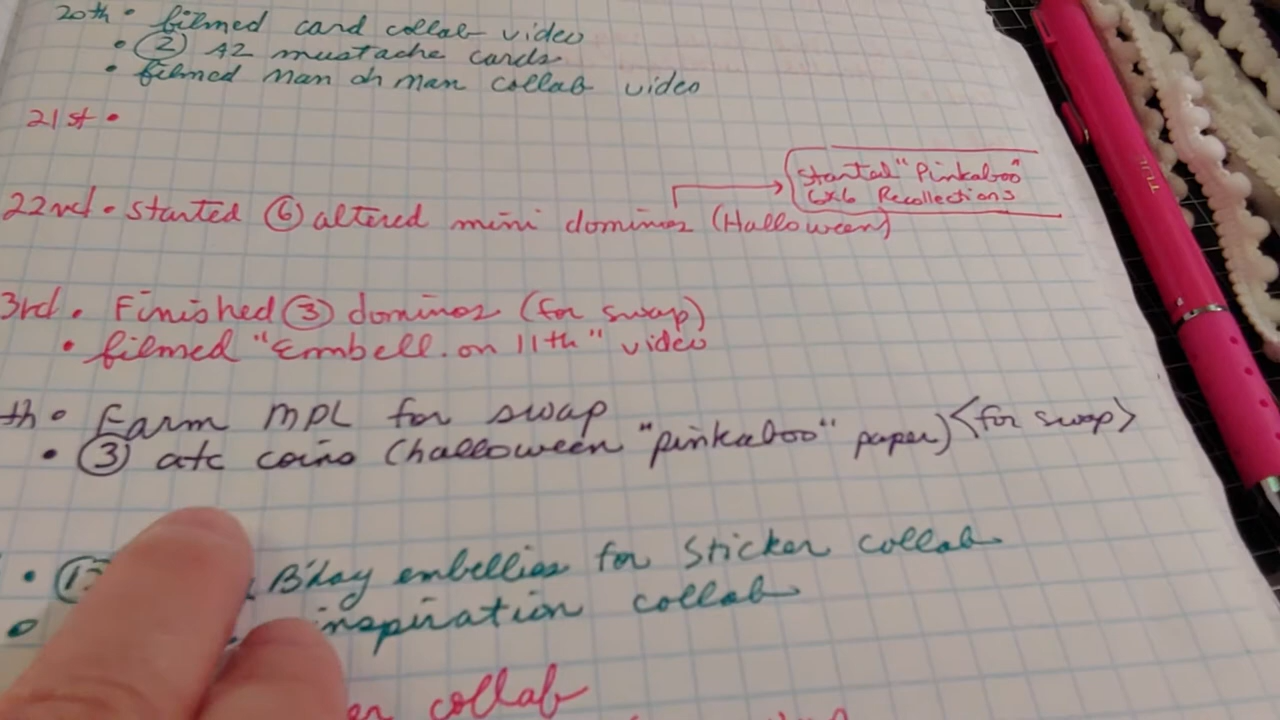 20th • filmed card collab video
• (2) A2 mustache cards
• filmed Man oh man collab video
21st •
started "Pinkaboo"
6x6 Recollections
22nd • started (6) altered mini dominos (Halloween)
3rd • Finished (3) dominos (for swap)
• filmed "Embell. on 11th" video
th • Farm MPL for swap
• (3) atc coins (halloween "pinkaboo" paper) <for swap>
• B'day embellies for Sticker collab
inspiration collab
collab
TUL